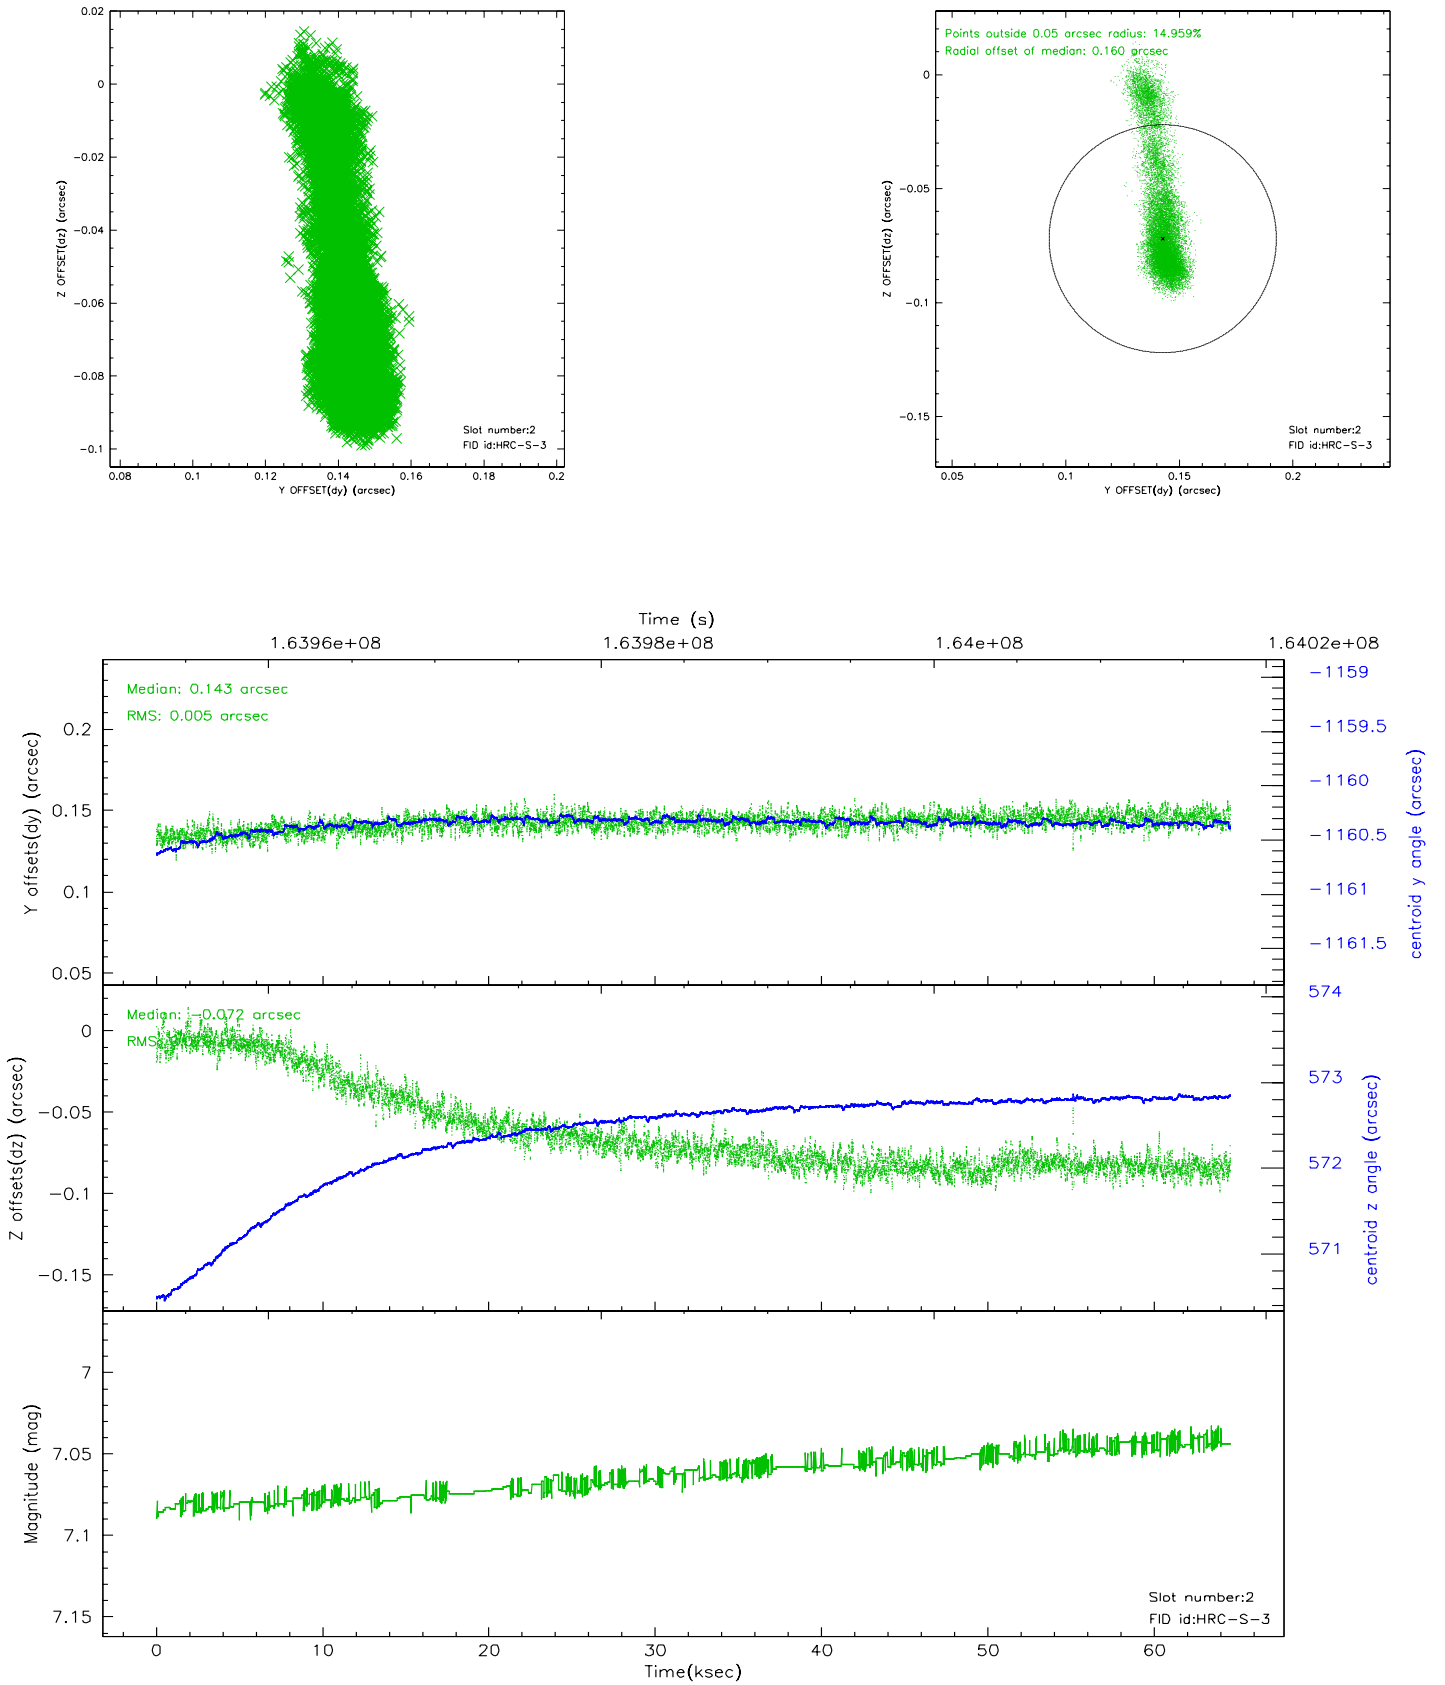 0.02
0
-0.02
-0.04
-0.06
-0.08
-0.1
Z OFFSET(dz) (arcsec)
0.08
0.1
0.12
0.14
0.16
0.18
0.2
Y OFFSET(dy) (arcsec)
Slot number:2
FID id:HRC-S-3
Points outside 0.05 arcsec radius: 14.959%
Radial offset of median: 0.160 arcsec
0
-0.05
-0.1
-0.15
Z OFFSET(dz) (arcsec)
0.05
0.1
0.15
0.2
Y OFFSET(dy) (arcsec)
Slot number:2
FID id:HRC-S-3
Time (s)
1.6396e+08
1.6398e+08
1.64e+08
1.6402e+08
Median: 0.143 arcsec
RMS: 0.005 arcsec
0.2
0.15
0.1
0.05
Y offsets(dy) (arcsec)
-1159
-1159.5
-1160
-1160.5
-1161
-1161.5
centroid y angle (arcsec)
Median: -0.072 arcsec
RMS:
0
-0.05
-0.1
-0.15
Z offsets(dz) (arcsec)
574
573
572
571
centroid z angle (arcsec)
7
7.05
7.1
7.15
Magnitude (mag)
Slot number:2
FID id:HRC-S-3
0
10
20
30
40
50
60
Time(ksec)